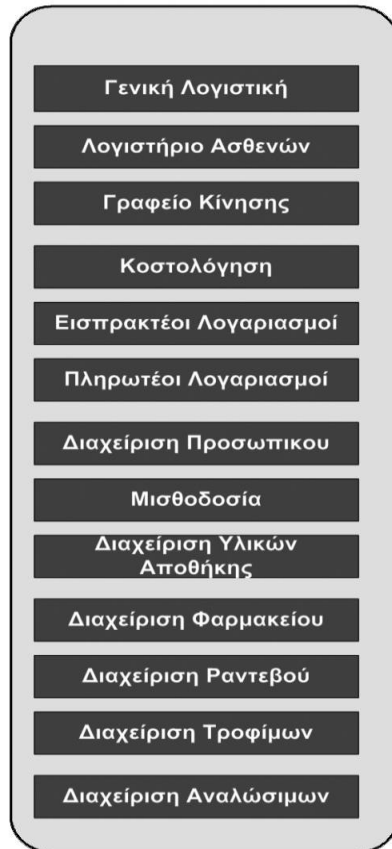 Γενική Λογιστική
Λογιστήριο Ασθενών
Γραφείο Κίνησης
Κοστολόγηση
Εισπρακτέοι Λογαριασμοί
Πληρωτέοι Λογαριασμοί
Διαχείριση Προσωπικου
Μισθοδοσία
Διαχείριση Υλικών
Αποθήκης
Διαχείριση Φαρμακείου
Διαχείριση Ραντεβού
Διαχείριση Τροφίμων
Διαχείριση Αναλώσιμων